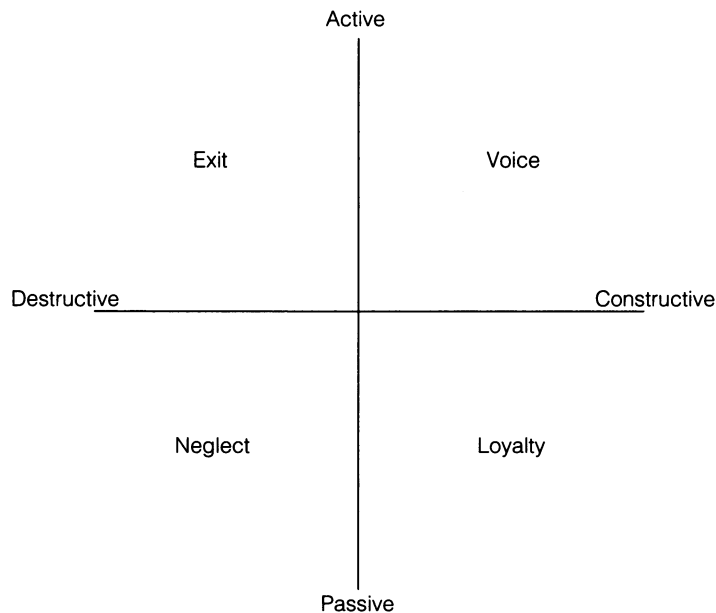 Active
Exit Voice
Destructive Constructive
Neglect Loyalty
Passive